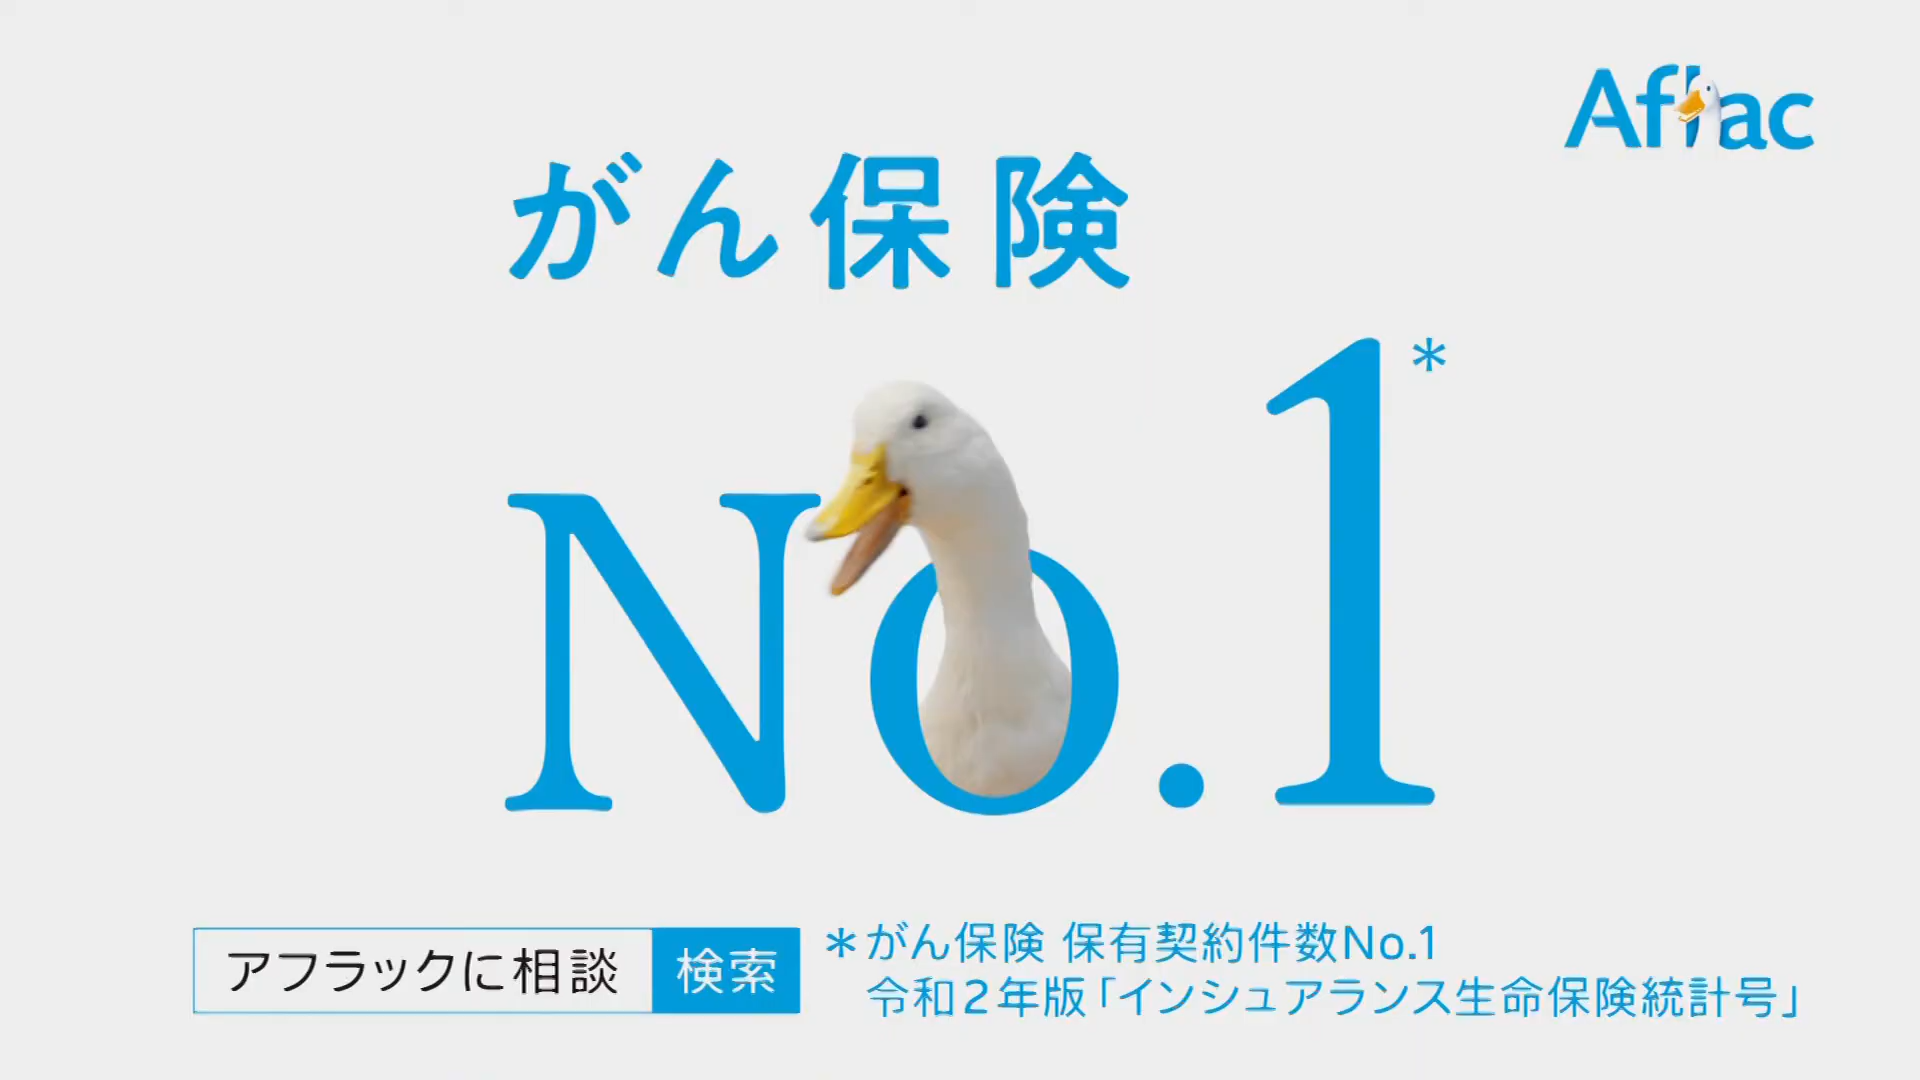 Aflac
がん保険
No.1*
アフラックに相談 検索
*がん保険 保有契約件数No.1
令和2年版「インシュアランス生命保険統計号」